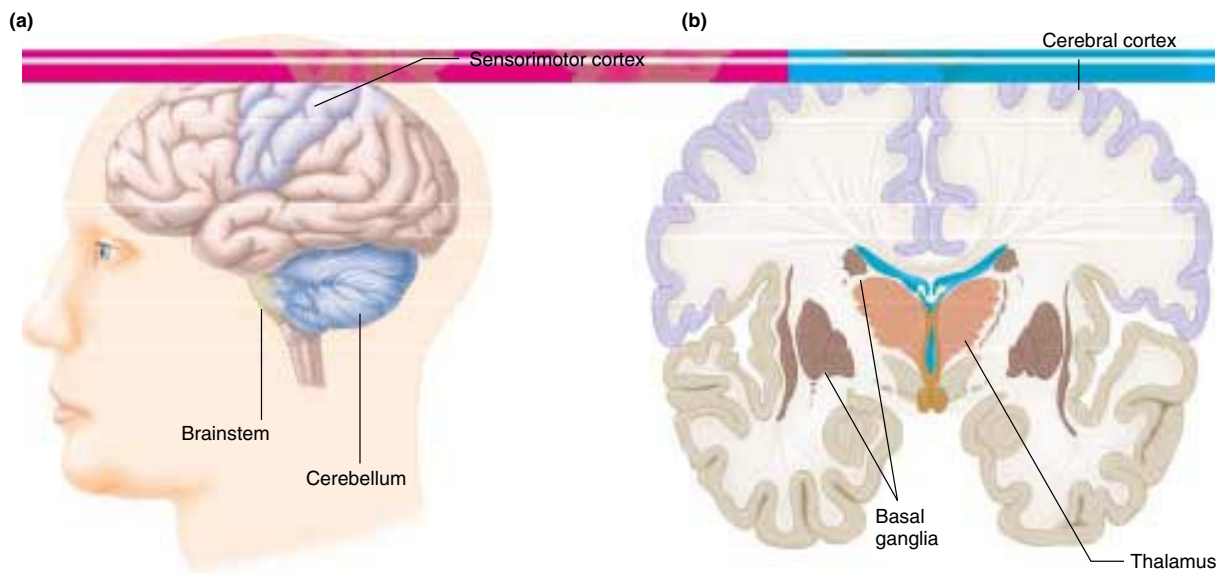 (a)
Sensorimotor cortex
Brainstem
Cerebellum
(b)
Cerebral cortex
Basal
ganglia
Thalamus